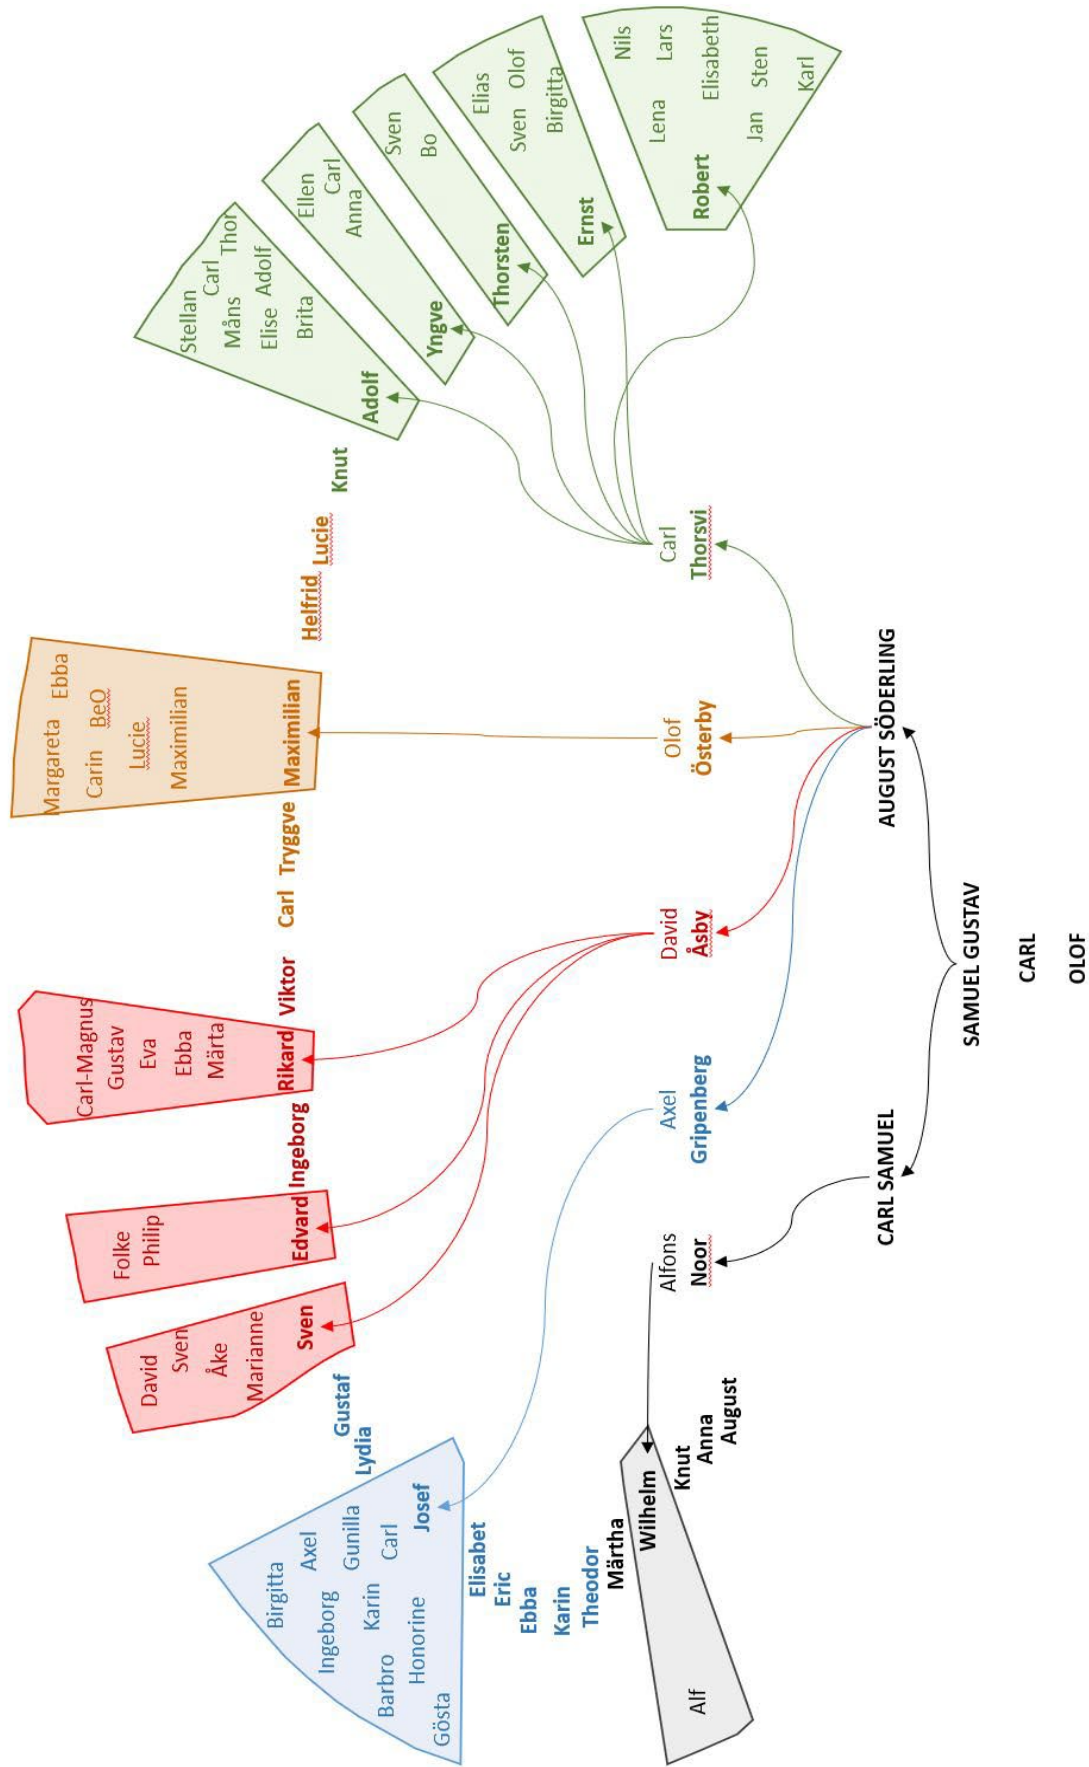 Birgitta
Axel
Ingeborg
Gunilla
Karin
Carl
Barbro
Honorine
Gösta
Josef
Gustaf
Lydia
Elisabet
Eric
Ebba
Karin
Theodor
Märtha
Wilhelm
Alf
Knut
Anna
August
David
Sven
Åke
Marianne
Sven
Folke
Philip
Edvard
Ingeborg
Carl-Magnus
Gustav
Eva
Ebba
Märta
Rikard
Viktor
Carl
Tryggve
Margareta Ebba
Carin BeO
Lucie
Maximilian
Maximilian
Helfrid
Lucie
Knut
Stellan
Carl Thor
Måns
Elise Adolf
Brita
Adolf
Ellen
Carl
Anna
Yngve
Sven
Bo
Thorsten
Elias
Sven Olof
Birgitta
Ernst
Nils
Lena Lars
Elisabeth
Jan Sten
Karl
Robert
Alfons
Noor
Axel
Gripenberg
David
Åsby
Olof
Österby
Carl
Thorsvi
CARL SAMUEL
AUGUST SÖDERLING
SAMUEL GUSTAV
CARL
OLOF